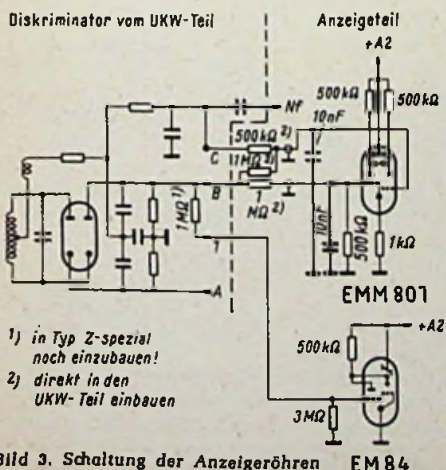 Diskriminator vom UKW-Teil
Anzeigeteil
+A2
500kΩ
500kΩ
Nf
10nF
500kΩ ²⁾
C
1MΩ ²⁾
B
1MΩ ¹⁾
1
MΩ ²⁾
1
10nF
500kΩ
1kΩ
A
EMM 801
1) in Typ Z-spezial
noch einzubauen!
2) direkt in den
UKW-Teil einbauen
+A2
500kΩ
3MΩ
Bild 3. Schaltung der Anzeigeröhren
EM 84